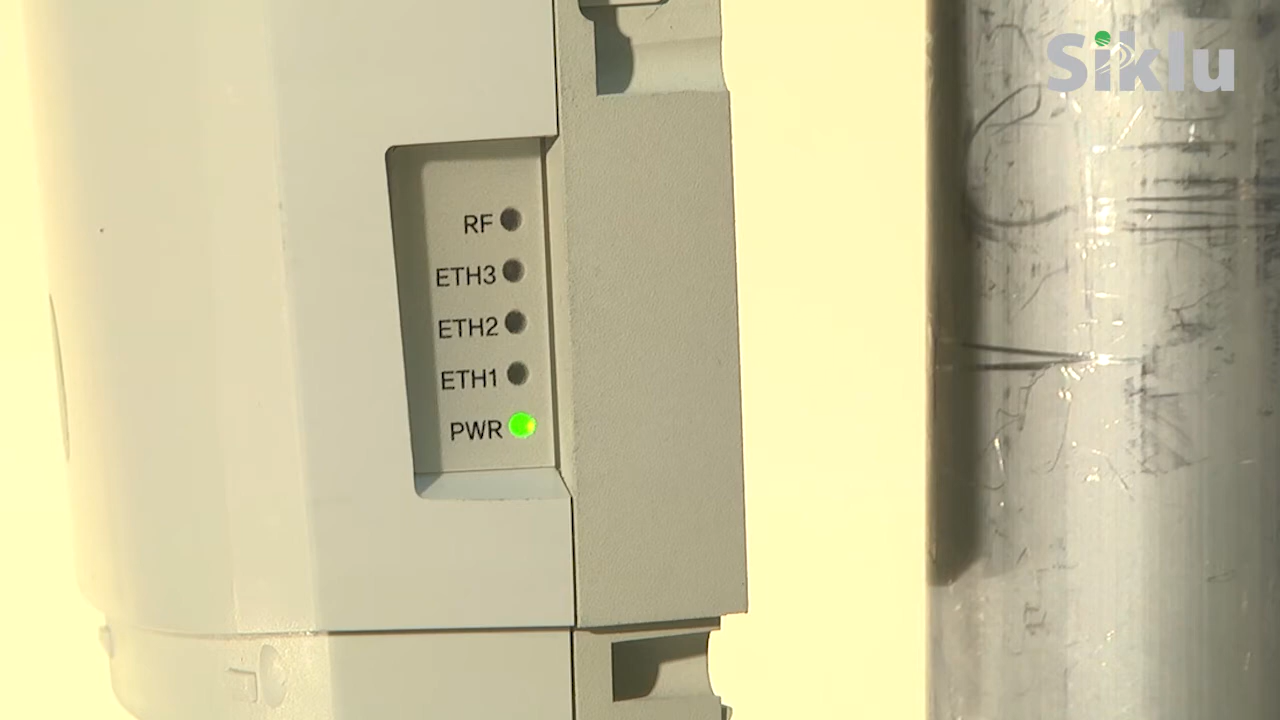 Siklu
RF
ETH3
ETH2
ETH1
PWR